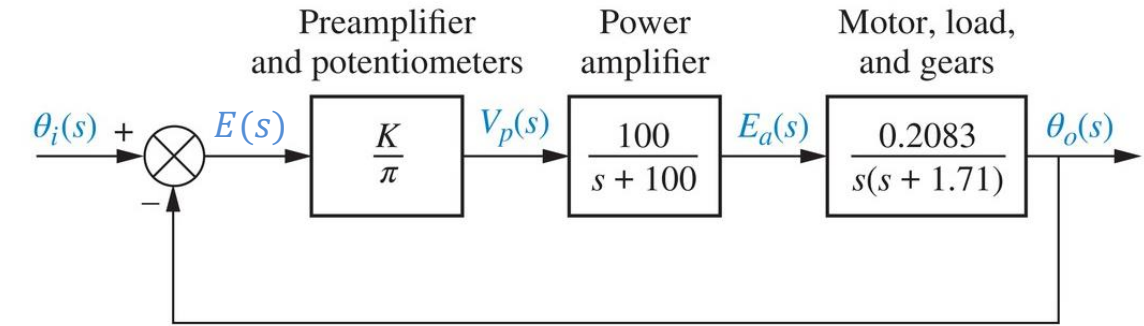 Preamplifier
and potentiometers
Power
amplifier
Motor, load,
and gears
θi(s)
+
−
E(s)
K
π
Vp(s)
100
s + 100
Ea(s)
0.2083
s(s + 1.71)
θo(s)